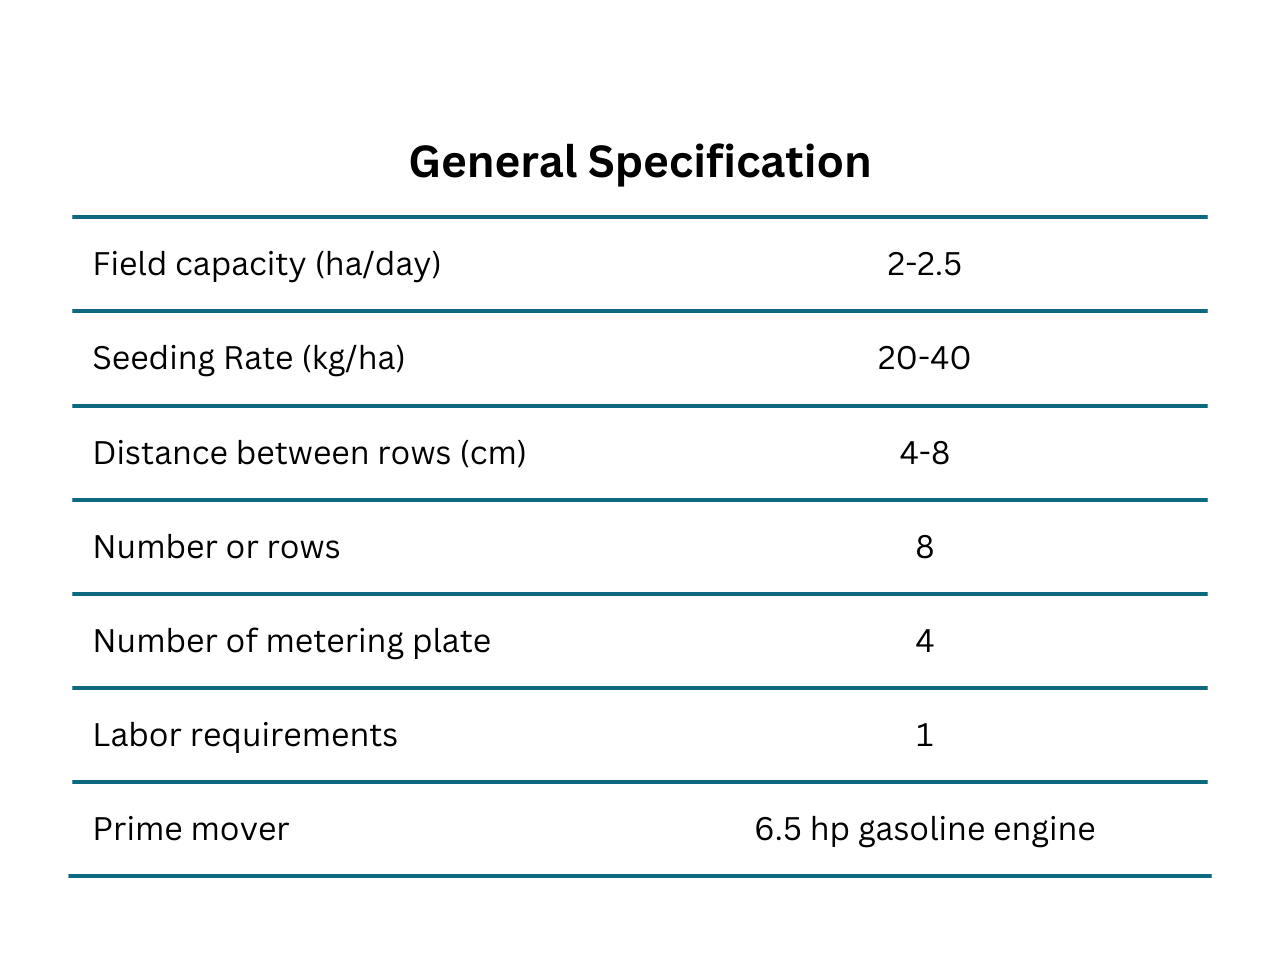 General Specification
Field capacity (ha/day) 2-2.5
Seeding Rate (kg/ha) 20-40
Distance between rows (cm) 4-8
Number or rows 8
Number of metering plate 4
Labor requirements 1
Prime mover 6.5 hp gasoline engine